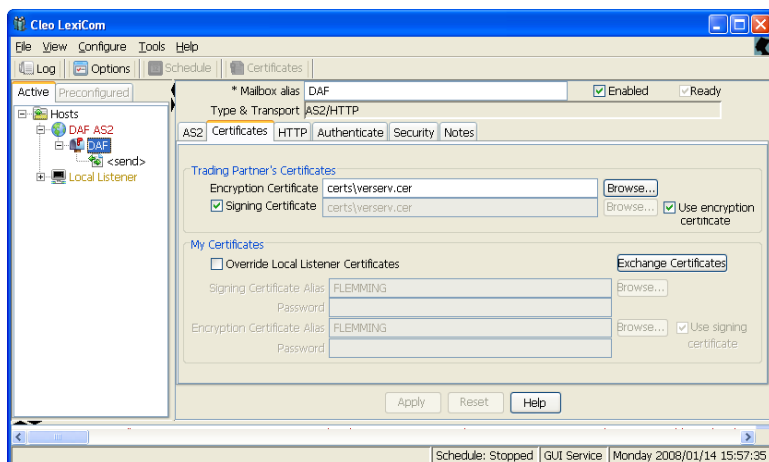 Cleo LexiCom
File View Configure Tools Help
Log Options Schedule Certificates
Active Preconfigured
* Mailbox alias DAF Enabled Ready
Type & Transport AS2/HTTP
Hosts
DAF AS2
DAF
<send>
Local Listener
AS2 Certificates HTTP Authenticate Security Notes
Trading Partner's Certificates
Encryption Certificate certs\verserv.cer Browse...
Signing Certificate certs\verserv.cer Browse... Use encryption
certificate
My Certificates
Override Local Listener Certificates Exchange Certificates
Signing Certificate Alias FLEMMING Browse...
Password
Encryption Certificate Alias FLEMMING Browse... Use signing
certificate
Password
Apply Reset Help
Schedule: Stopped GUI Service Monday 2008/01/14 15:57:35